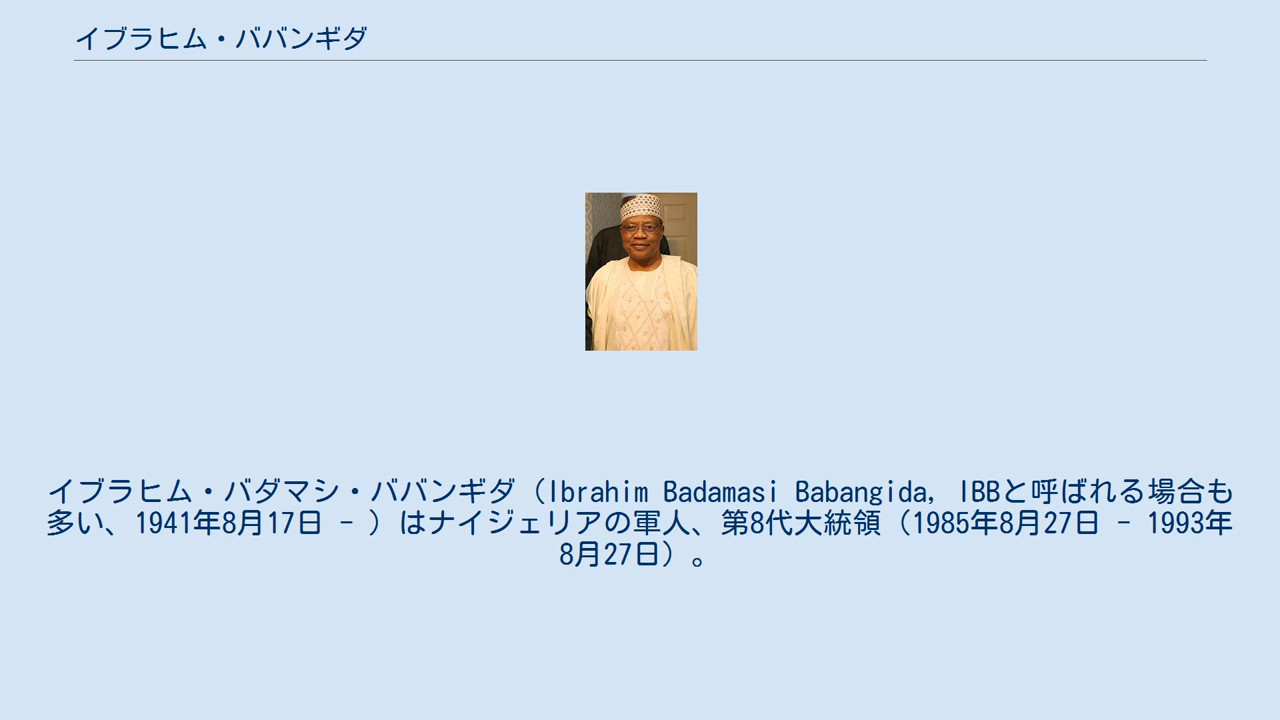 イブラヒム・ババンギダ
イブラヒム・バダマシ・ババンギダ（Ibrahim Badamasi Babangida, IBBと呼ばれる場合も
多い、1941年8月17日 - ）はナイジェリアの軍人、第8代大統領（1985年8月27日 - 1993年
8月27日）。